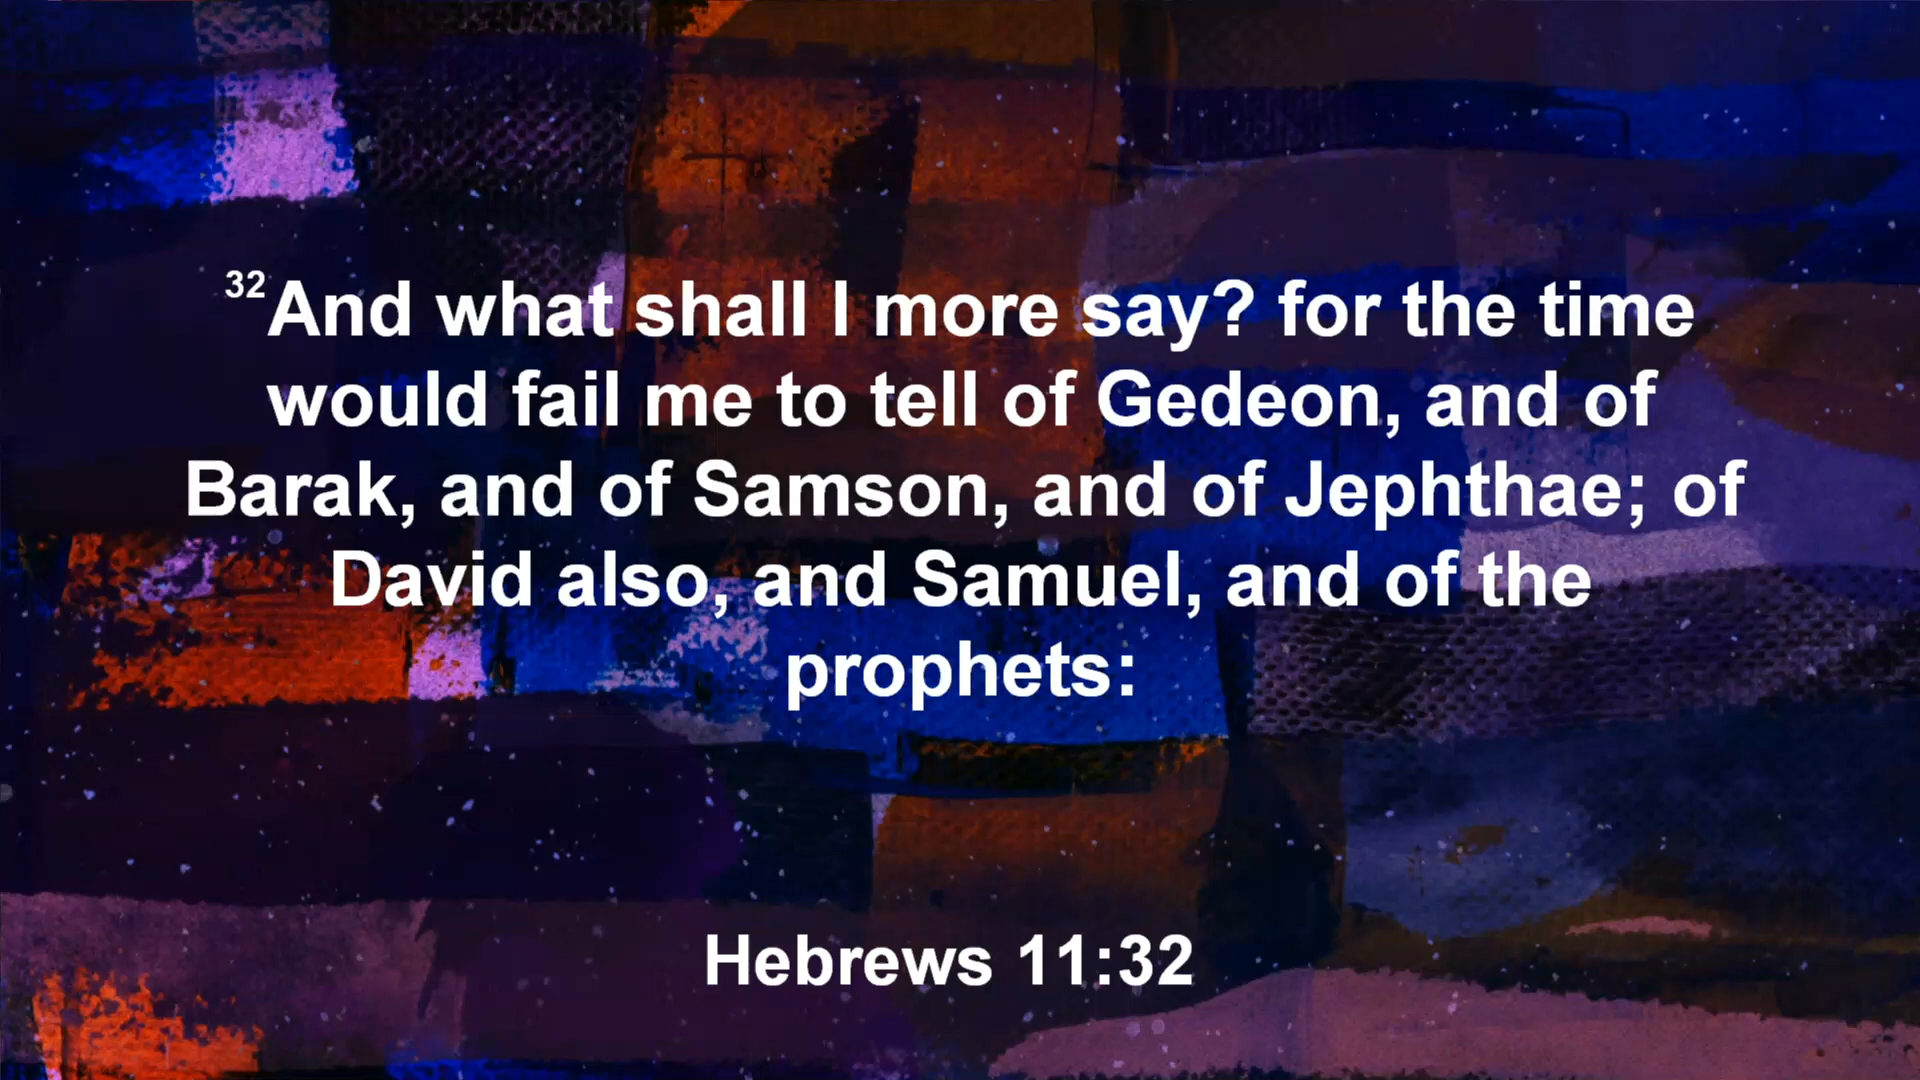 32And what shall I more say? for the time
would fail me to tell of Gedeon, and of
Barak, and of Samson, and of Jephthae; of
David also, and Samuel, and of the
prophets:
Hebrews 11:32